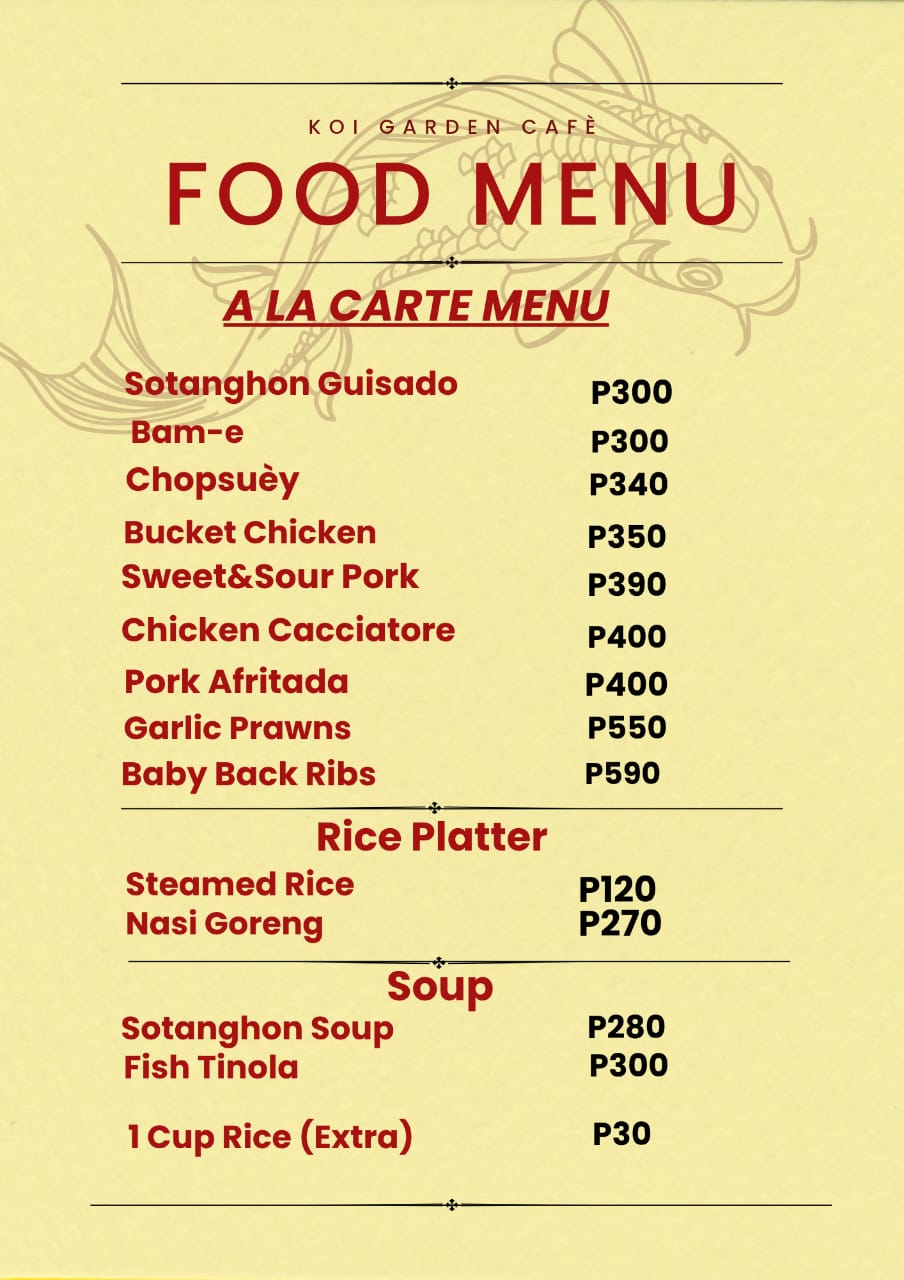 KOI GARDEN CAFÈ
FOOD MENU
A LA CARTE MENU
Sotanghon Guisado P300
Bam-e P300
Chopsuèy P340
Bucket Chicken P350
Sweet&Sour Pork P390
Chicken Cacciatore P400
Pork Afritada P400
Garlic Prawns P550
Baby Back Ribs P590
Rice Platter
Steamed Rice P120
Nasi Goreng P270
Soup
Sotanghon Soup P280
Fish Tinola P300
1 Cup Rice (Extra) P30